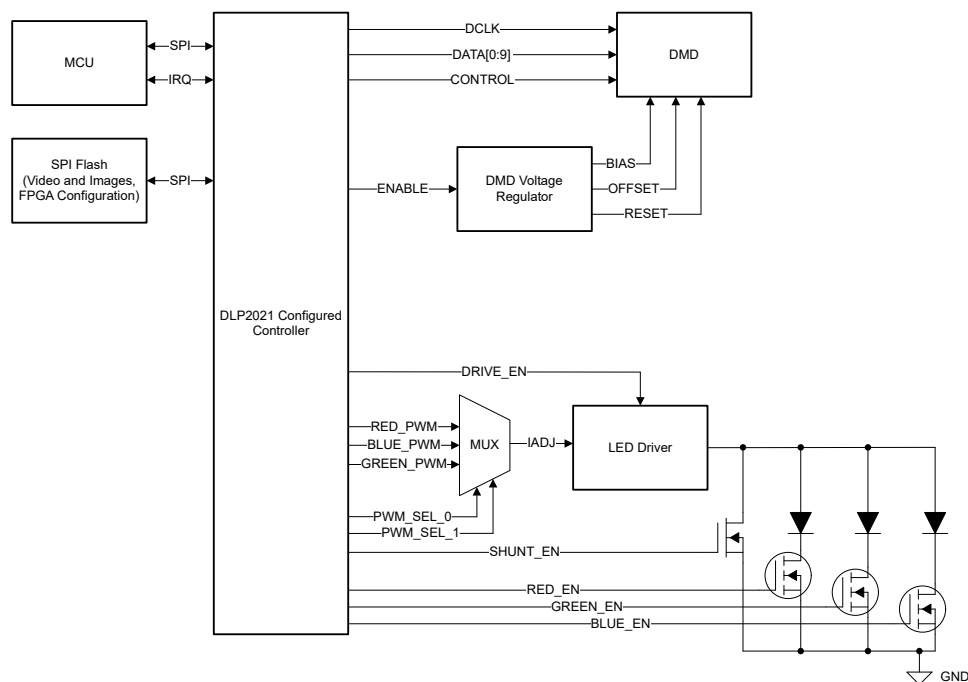 MCU
SPI
IRQ
SPI Flash
(Video and Images,
FPGA Configuration)
SPI
DLP2021 Configured
Controller
DCLK
DATA[0:9]
CONTROL
DMD
ENABLE
DMD Voltage
Regulator
BIAS
OFFSET
RESET
DRIVE_EN
RED_PWM
BLUE_PWM
GREEN_PWM
MUX
IADJ
LED Driver
PWM_SEL_0
PWM_SEL_1
SHUNT_EN
RED_EN
GREEN_EN
BLUE_EN
GND